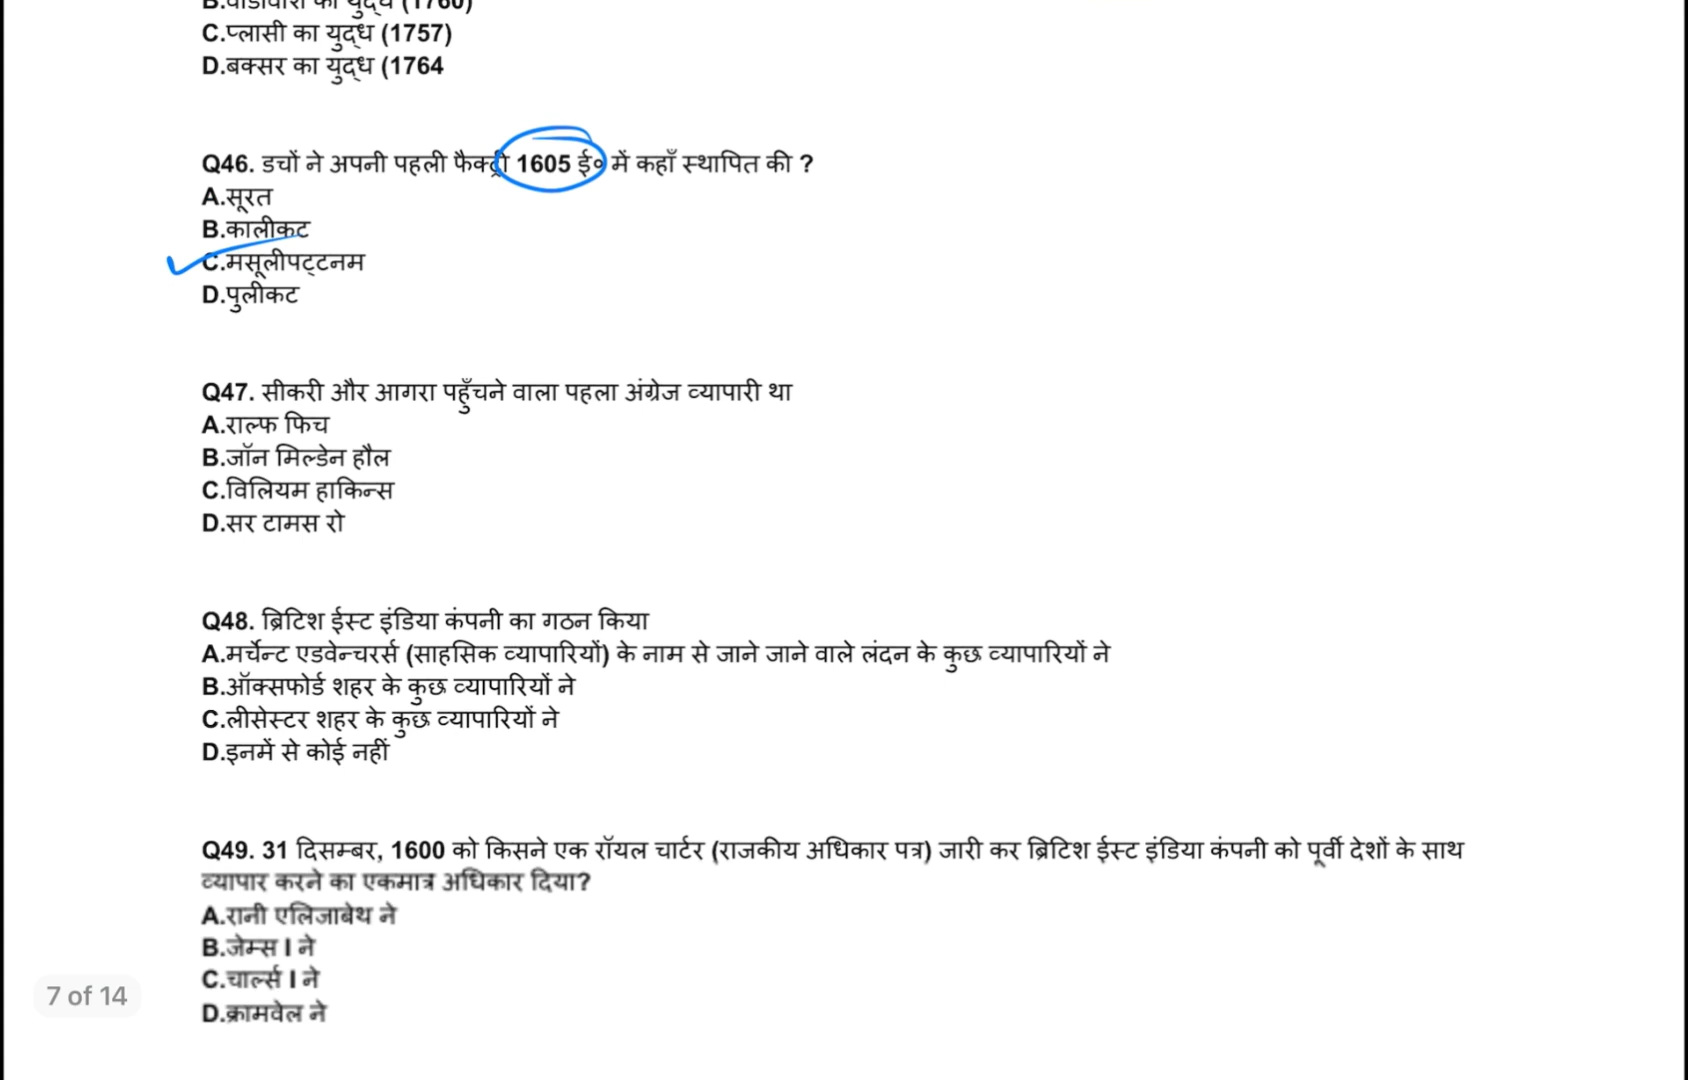 C.प्लासी का युद्ध (1757)
D.बक्सर का युद्ध (1764
Q46. डचों ने अपनी पहली फैक्ट्री 1605 ई० में कहाँ स्थापित की ?
A.सूरत
B.कालीकट
C.मसूलीपट्टनम
D.पुलीकट
Q47. सीकरी और आगरा पहुँचने वाला पहला अंग्रेज व्यापारी था
A.राल्फ फिच
B.जॉन मिल्डेन हौल
C.विलियम हाकिन्स
D.सर टामस रो
Q48. ब्रिटिश ईस्ट इंडिया कंपनी का गठन किया
A.मर्चेन्ट एडवेन्चरर्स (साहसिक व्यापारियों) के नाम से जाने जाने वाले लंदन के कुछ व्यापारियों ने
B.ऑक्सफोर्ड शहर के कुछ व्यापारियों ने
C.लीसेस्टर शहर के कुछ व्यापारियों ने
D.इनमें से कोई नहीं
Q49. 31 दिसम्बर, 1600 को किसने एक रॉयल चार्टर (राजकीय अधिकार पत्र) जारी कर ब्रिटिश ईस्ट इंडिया कंपनी को पूर्वी देशों के साथ
व्यापार करने का एकमात्र अधिकार दिया?
A.रानी एलिजाबेथ ने
B.जेम्स I ने
C.चार्ल्स I ने
D.क्रामवेल ने
7 of 14